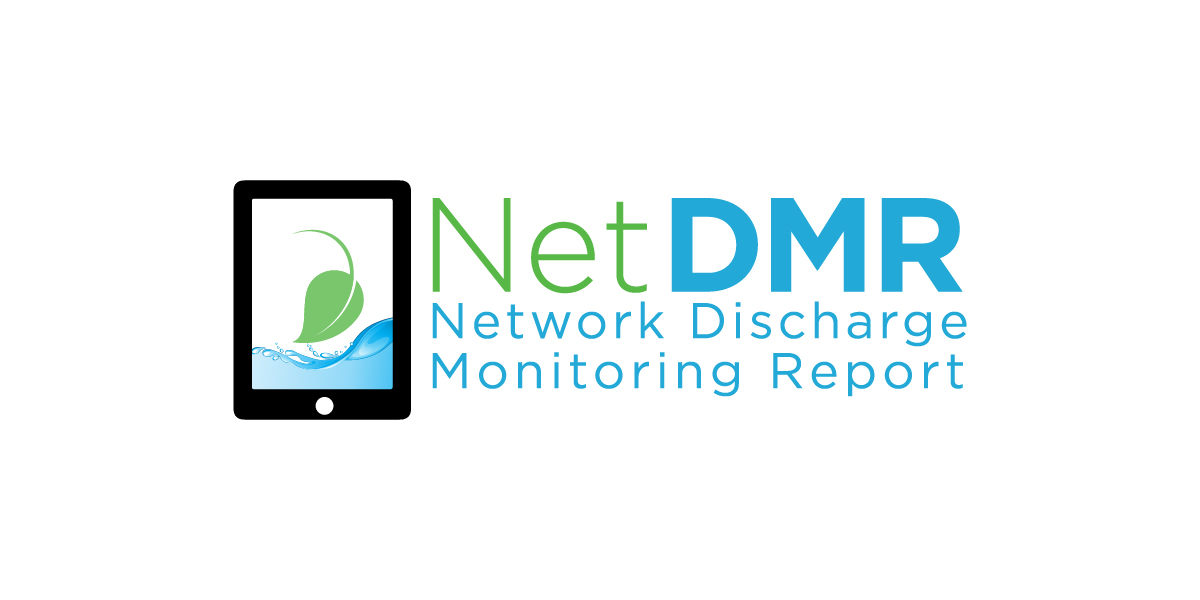 NetDMR
Network Discharge
Monitoring Report